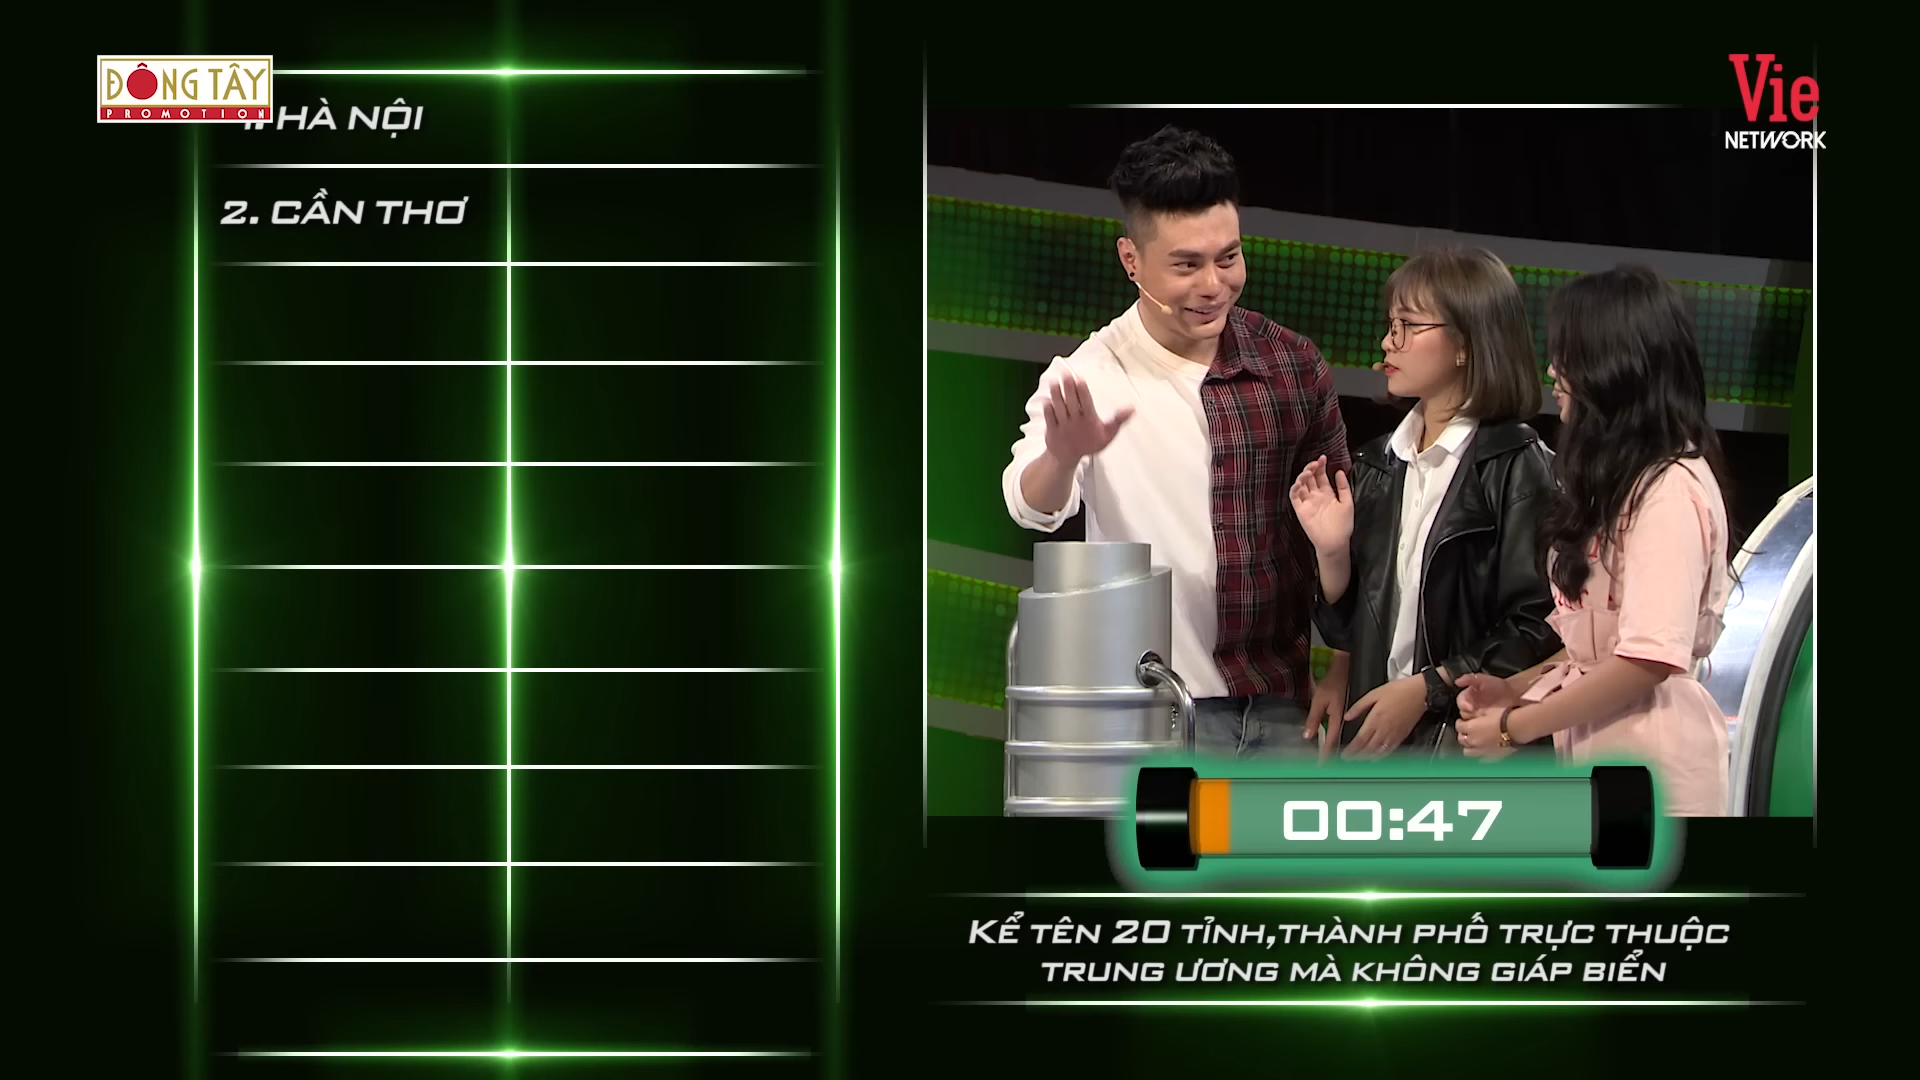 ĐÔNG TÂY
PROMOTION
HÀ NỘI
2. CẦN THƠ
Vie
NETWORK
00:47
KỂ TÊN 20 TỈNH,THÀNH PHỐ TRỰC THUỘC
TRUNG ƯƠNG MÀ KHÔNG GIÁP BIỂN